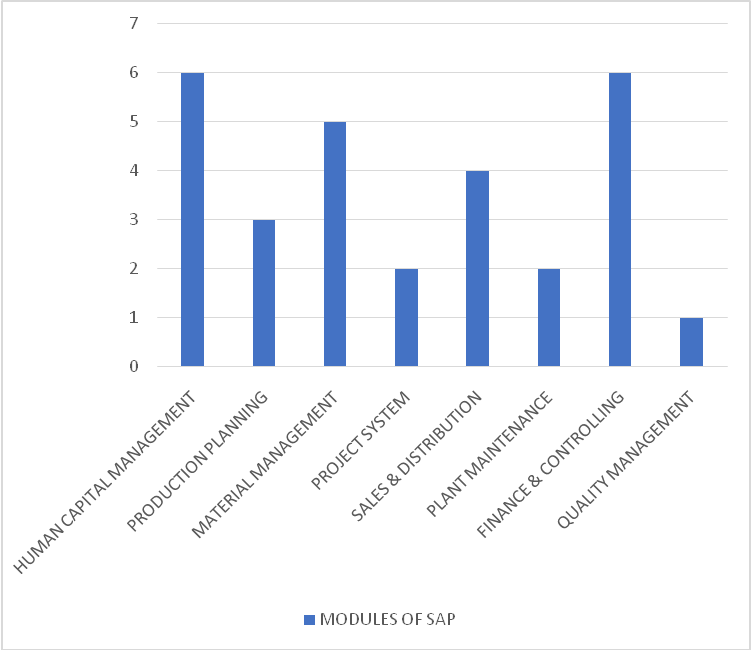 7
6
5
4
3
2
1
0
HUMAN CAPITAL MANAGEMENT
PRODUCTION PLANNING
MATERIAL MANAGEMENT
PROJECT SYSTEM
SALES & DISTRIBUTION
PLANT MAINTENANCE
FINANCE & CONTROLLING
QUALITY MANAGEMENT
MODULES OF SAP